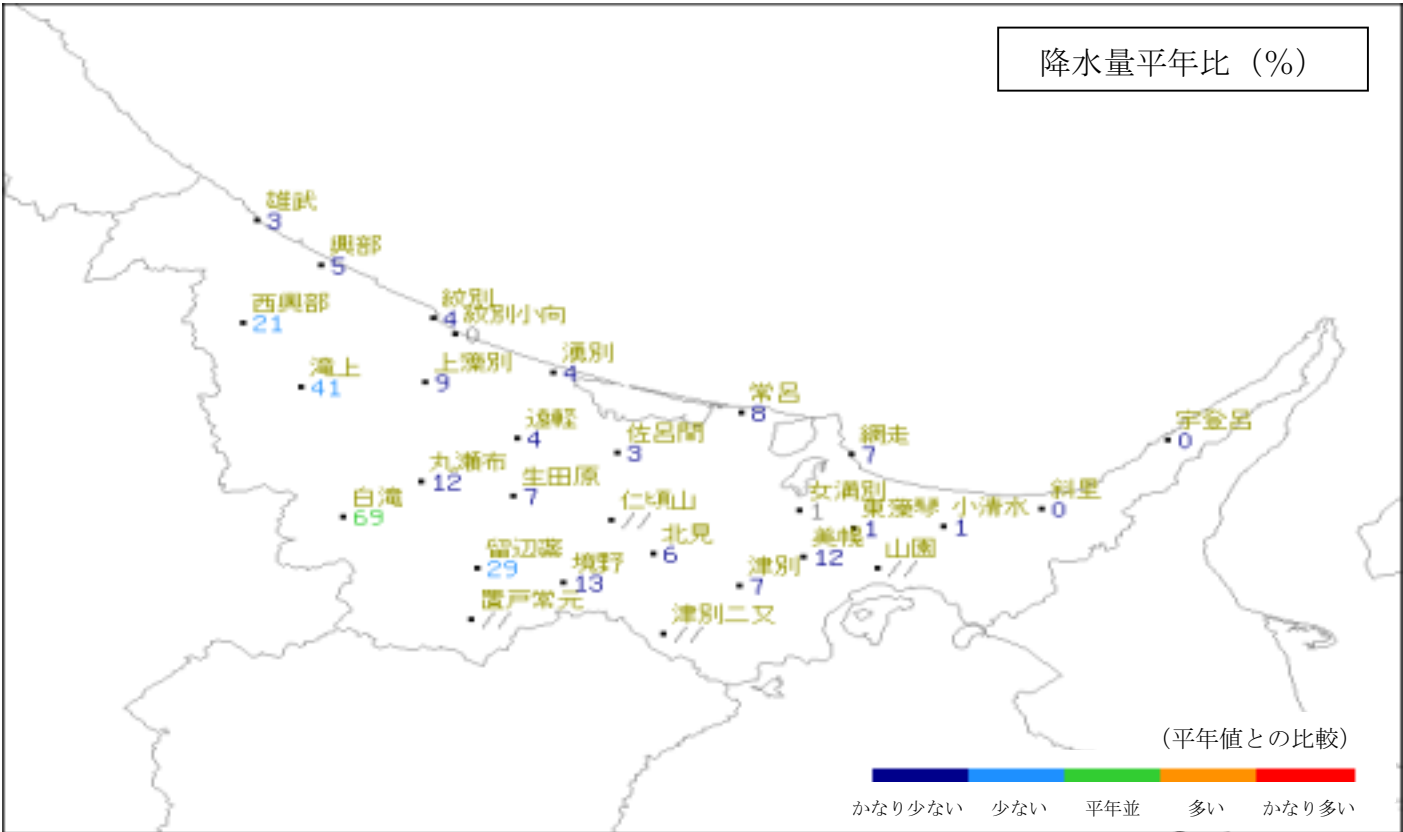 降水量平年比（％）
雄武
3
興部
5
西興部
21
紋別
4
紋別小向
0
滝上
41
上藻別
9
湧別
4
常呂
8
遠軽
4
佐呂間
3
網走
7
宇登呂
0
丸瀬布
12
生田原
7
白滝
69
仁頃山
//
女満別
1
東藻琴
1
小清水
1
斜里
0
北見
6
美幌
12
山園
//
留辺蘂
29
境野
13
津別
7
置戸常元
//
津別二又
//
（平年値との比較）
かなり少ない 少ない 平年並 多い かなり多い